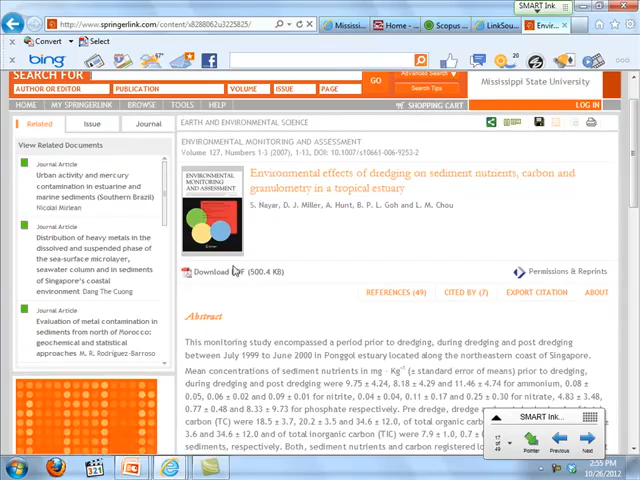 SMART Ink
http://www.springerlink.com/content/x8288062u3225825/
Mississi...
Home - ...
Scopus ...
LinkSou...
Envir...
Convert
Select
bing
SEARCH FOR
GO
Advanced Search
Search Tips
AUTHOR OR EDITOR
PUBLICATION
VOLUME
ISSUE
PAGE
Mississippi State University
HOME
MY SPRINGERLINK
BROWSE
TOOLS
HELP
SHOPPING CART
LOG IN
Related
Issue
Journal
View Related Documents
Journal Article
Urban activity and mercury
contamination in estuarine and
marine sediments (Southern Brazil)
Nicolai Mirlean
Journal Article
Distribution of heavy metals in the
dissolved and suspended phase of
the sea-surface microlayer,
seawater column and in
sediments of Singapore's coastal
environment Dang The Cuong
Journal Article
Evaluation of metal contamination in
sediments from north of Morocco:
geochemical and statistical
approaches M. R. Rodríguez-Barroso
EARTH AND ENVIRONMENTAL SCIENCE
ENVIRONMENTAL MONITORING AND ASSESSMENT
Volume 127, Numbers 1-3 (2007), 1-13, DOI: 10.1007/s10661-006-9253-2
ENVIRONMENTAL
MONITORING
AND ASSESSMENT
Environmental effects of dredging on sediment nutrients, carbon and
granulometry in a tropical estuary
S. Nayar, D. J. Miller, A. Hunt, B. P. L. Goh and L. M. Chou
Download PDF (500.4 KB)
Permissions & Reprints
REFERENCES (49)
CITED BY (7)
EXPORT CITATION
ABOUT
Abstract
This monitoring study encompassed a period prior to dredging, during dredging and post dredging
between July 1999 to June 2000 in Ponggol estuary located along the northeastern coast of Singapore.
Mean concentrations of sediment nutrients in mg · Kg⁻¹ (± standard error of means) prior to dredging,
during dredging and post dredging were 9.75 ± 4.24, 8.18 ± 4.29 and 11.46 ± 4.74 for ammonium, 0.08 ±
0.05, 0.06 ± 0.02 and 0.09 ± 0.01 for nitrite, 0.04 ± 0.04, 0.11 ± 0.17 and 0.25 ± 0.30 for nitrate, 4.83 ± 3.48,
0.77 ± 0.48 and 8.33 ± 9.73 for phosphate respectively. Pre dredge, dredge
carbon (TC) were 18.5 ± 3.7, 20.2 ± 3.5 and 34.6 ± 12.0, of total organic c
± 3.6 and 34.6 ± 12.0 and of total inorganic carbon (TIC) were 7.9 ± 1.0, 0.7
sediments, respectively. Both, sediment nutrients and carbon registered lo
SMART Ink...
17
of
49
Pointer
Previous
Next
321
2:55 PM
10/26/2012